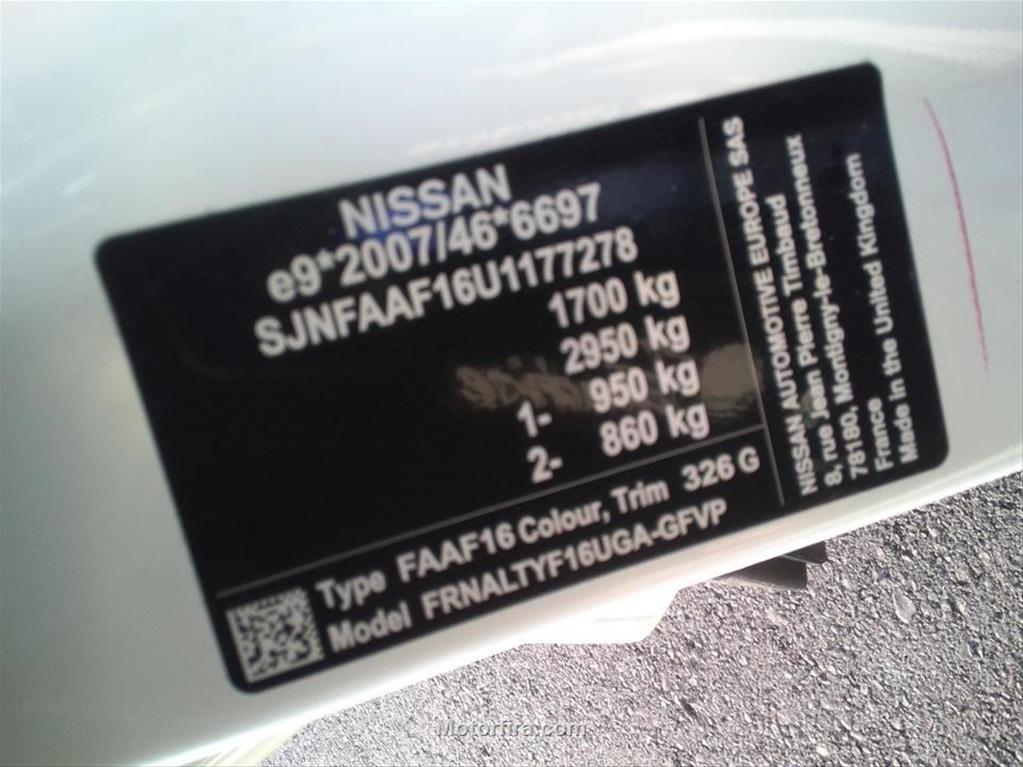 NISSAN
e9*2007/46*6697
SJNFAAF16U1177278
1700 kg
2950 kg
1- 950 kg
2- 860 kg
Type FAAF16 Colour, Trim 326 G
Model FRNALTYF16UGA-GFVP
NISSAN AUTOMOTIVE EUROPE SAS
8, rue Jean Pierre Timbaud
78180, Montigny-le-Bretonneux
France
Made in the United Kingdom
Motorfira.com